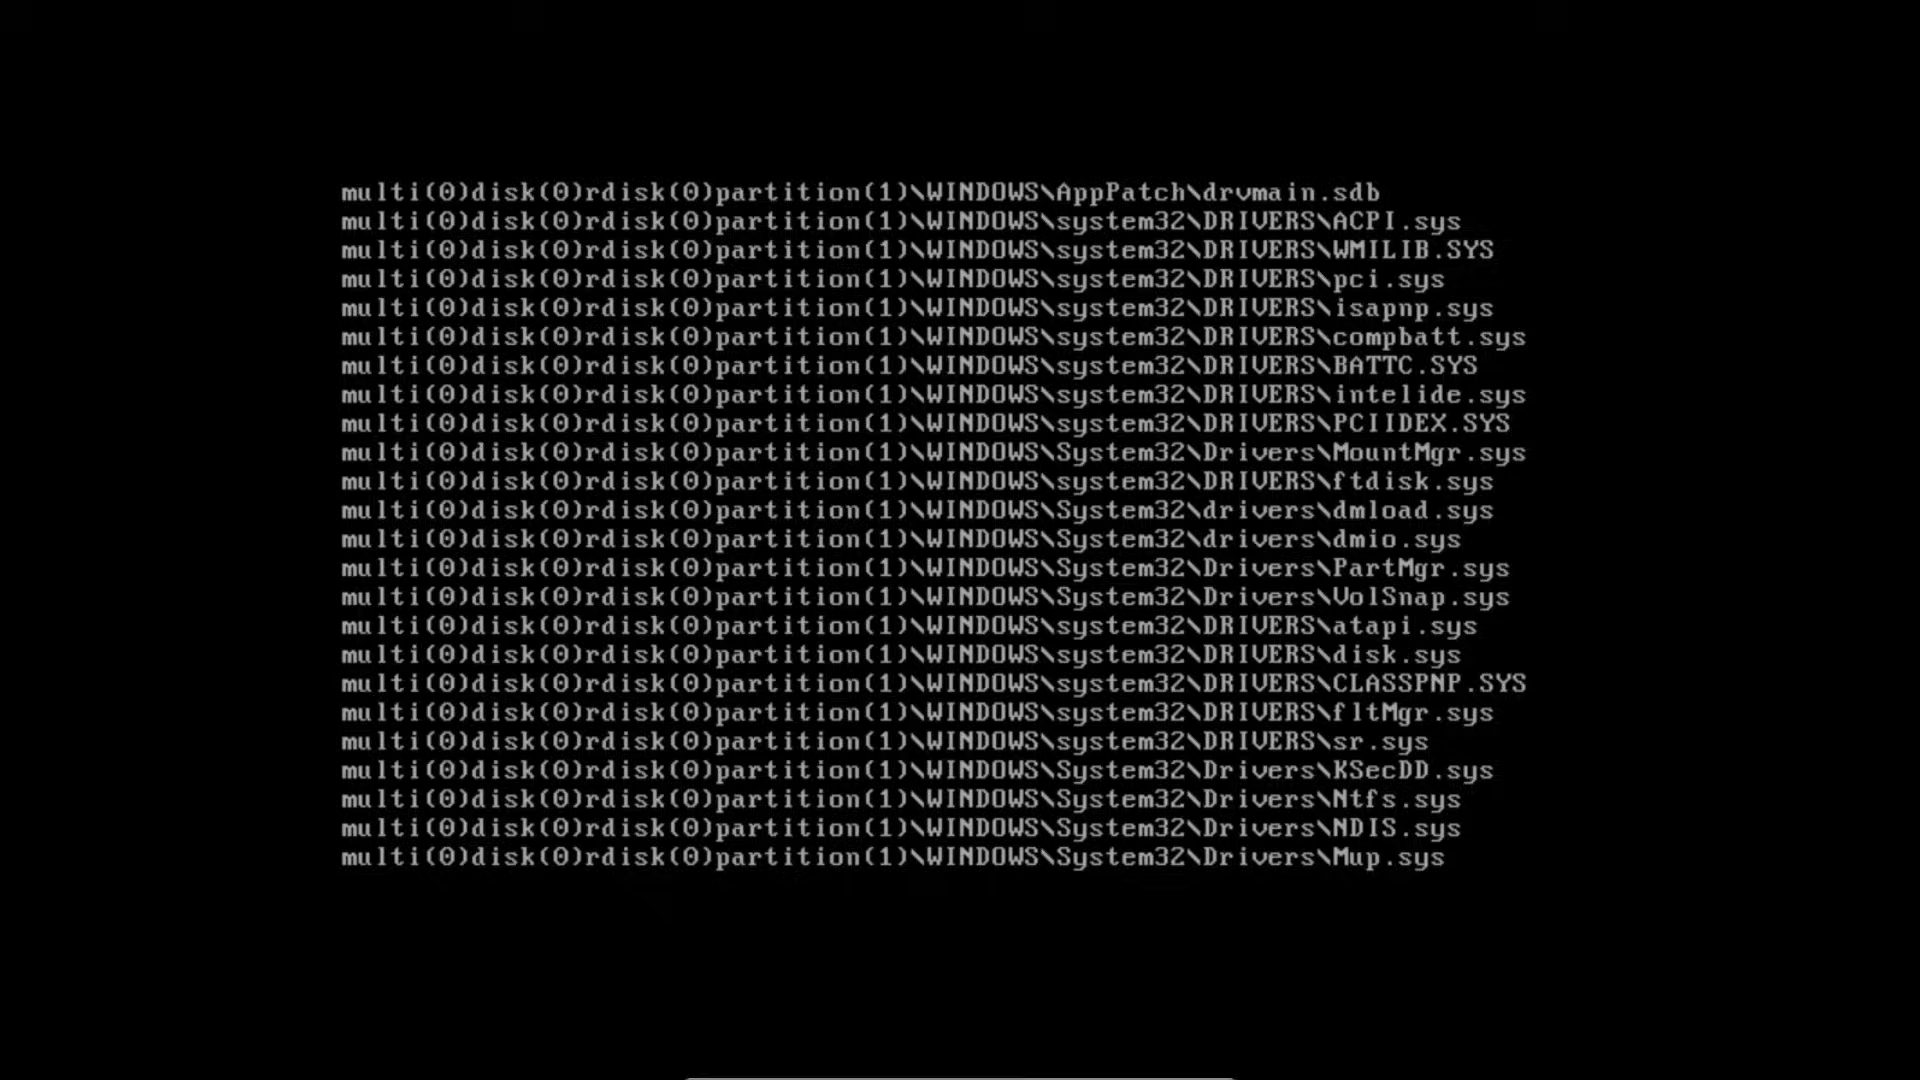 multi(0)disk(0)rdisk(0)partition(1)\WINDOWS\AppPatch\drvmain.sdb
multi(0)disk(0)rdisk(0)partition(1)\WINDOWS\system32\DRIVERS\ACPI.sys
multi(0)disk(0)rdisk(0)partition(1)\WINDOWS\system32\DRIVERS\WMILIB.SYS
multi(0)disk(0)rdisk(0)partition(1)\WINDOWS\system32\DRIVERS\pci.sys
multi(0)disk(0)rdisk(0)partition(1)\WINDOWS\system32\DRIVERS\isapnp.sys
multi(0)disk(0)rdisk(0)partition(1)\WINDOWS\system32\DRIVERS\compbatt.sys
multi(0)disk(0)rdisk(0)partition(1)\WINDOWS\system32\DRIVERS\BATTC.SYS
multi(0)disk(0)rdisk(0)partition(1)\WINDOWS\system32\DRIVERS\intelide.sys
multi(0)disk(0)rdisk(0)partition(1)\WINDOWS\system32\DRIVERS\PCIIDEX.SYS
multi(0)disk(0)rdisk(0)partition(1)\WINDOWS\System32\Drivers\MountMgr.sys
multi(0)disk(0)rdisk(0)partition(1)\WINDOWS\system32\DRIVERS\ftdisk.sys
multi(0)disk(0)rdisk(0)partition(1)\WINDOWS\System32\drivers\dmload.sys
multi(0)disk(0)rdisk(0)partition(1)\WINDOWS\System32\drivers\dmio.sys
multi(0)disk(0)rdisk(0)partition(1)\WINDOWS\System32\Drivers\PartMgr.sys
multi(0)disk(0)rdisk(0)partition(1)\WINDOWS\System32\Drivers\VolSnap.sys
multi(0)disk(0)rdisk(0)partition(1)\WINDOWS\system32\DRIVERS\atapi.sys
multi(0)disk(0)rdisk(0)partition(1)\WINDOWS\system32\DRIVERS\disk.sys
multi(0)disk(0)rdisk(0)partition(1)\WINDOWS\system32\DRIVERS\CLASSPNP.SYS
multi(0)disk(0)rdisk(0)partition(1)\WINDOWS\system32\DRIVERS\fltMgr.sys
multi(0)disk(0)rdisk(0)partition(1)\WINDOWS\system32\DRIVERS\sr.sys
multi(0)disk(0)rdisk(0)partition(1)\WINDOWS\System32\Drivers\KSecDD.sys
multi(0)disk(0)rdisk(0)partition(1)\WINDOWS\System32\Drivers\Ntfs.sys
multi(0)disk(0)rdisk(0)partition(1)\WINDOWS\System32\Drivers\NDIS.sys
multi(0)disk(0)rdisk(0)partition(1)\WINDOWS\System32\Drivers\Mup.sys